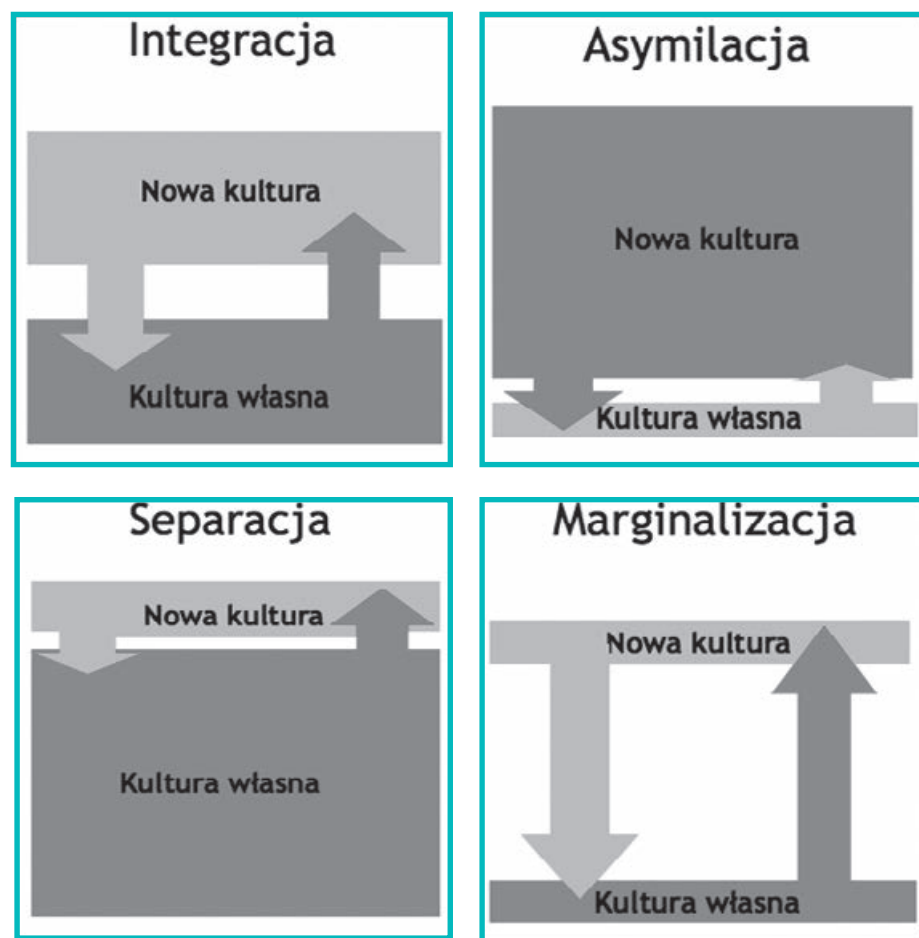 Integracja
Nowa kultura
Kultura własna
Asymilacja
Nowa kultura
Kultura własna
Separacja
Nowa kultura
Kultura własna
Marginalizacja
Nowa kultura
Kultura własna